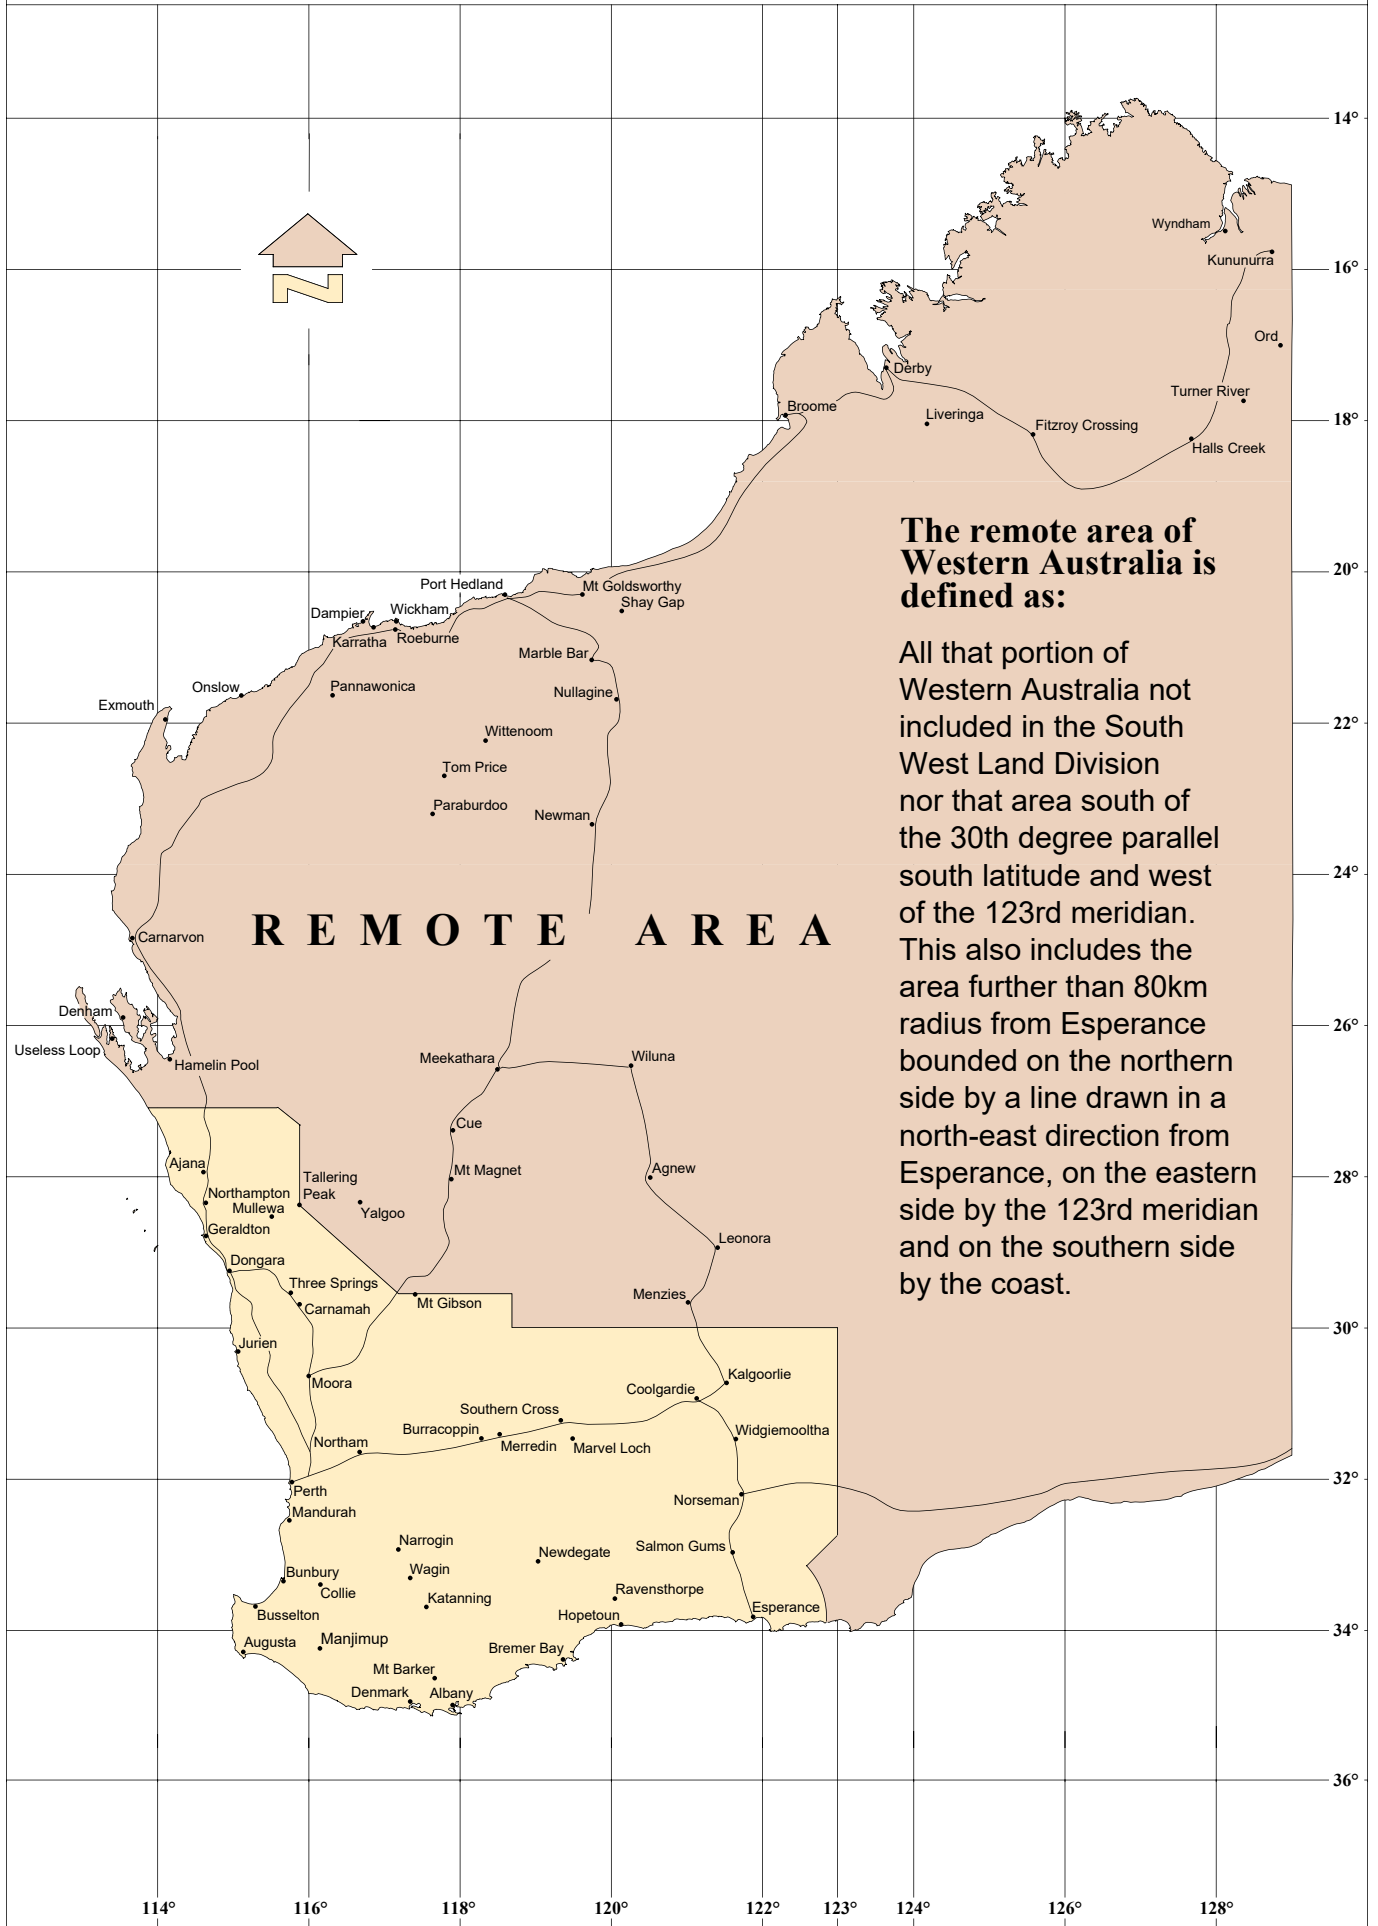 14°
Wyndham
Kununurra
16°
N
Ord
Derby
Turner River
Broome
Liveringa
18°
Fitzroy Crossing
Halls Creek
The remote area of
Western Australia is
defined as:
All that portion of
Western Australia not
included in the South
West Land Division
nor that area south of
the 30th degree parallel
south latitude and west
of the 123rd meridian.
This also includes the
area further than 80km
radius from Esperance
bounded on the northern
side by a line drawn in a
north-east direction from
Esperance, on the eastern
side by the 123rd meridian
and on the southern side
by the coast.
20°
Port Hedland
Mt Goldsworthy
Shay Gap
Dampier
Wickham
Karratha
Roeburne
Marble Bar
Onslow
Pannawonica
Nullagine
Exmouth
22°
Wittenoom
Tom Price
Paraburdoo
Newman
24°
REMOTE AREA
Carnarvon
Denham
26°
Useless Loop
Hamelin Pool
Meekathara
Wiluna
Cue
Ajana
Mt Magnet
Agnew
28°
Tallering
Peak
Northampton
Mullewa
Yalgoo
Geraldton
Leonora
Dongara
Three Springs
Carnamah
Mt Gibson
Menzies
30°
Jurien
Moora
Kalgoorlie
Coolgardie
Southern Cross
Burracoppin
Widgiemooltha
Northam
Merredin
Marvel Loch
32°
Perth
Norseman
Mandurah
Narrogin
Newdegate
Salmon Gums
Bunbury
Wagin
Collie
Katanning
Ravensthorpe
Busselton
Hopetoun
Esperance
34°
Augusta
Manjimup
Bremer Bay
Mt Barker
Denmark
Albany
36°
114°
116°
118°
120°
122°
123°
124°
126°
128°